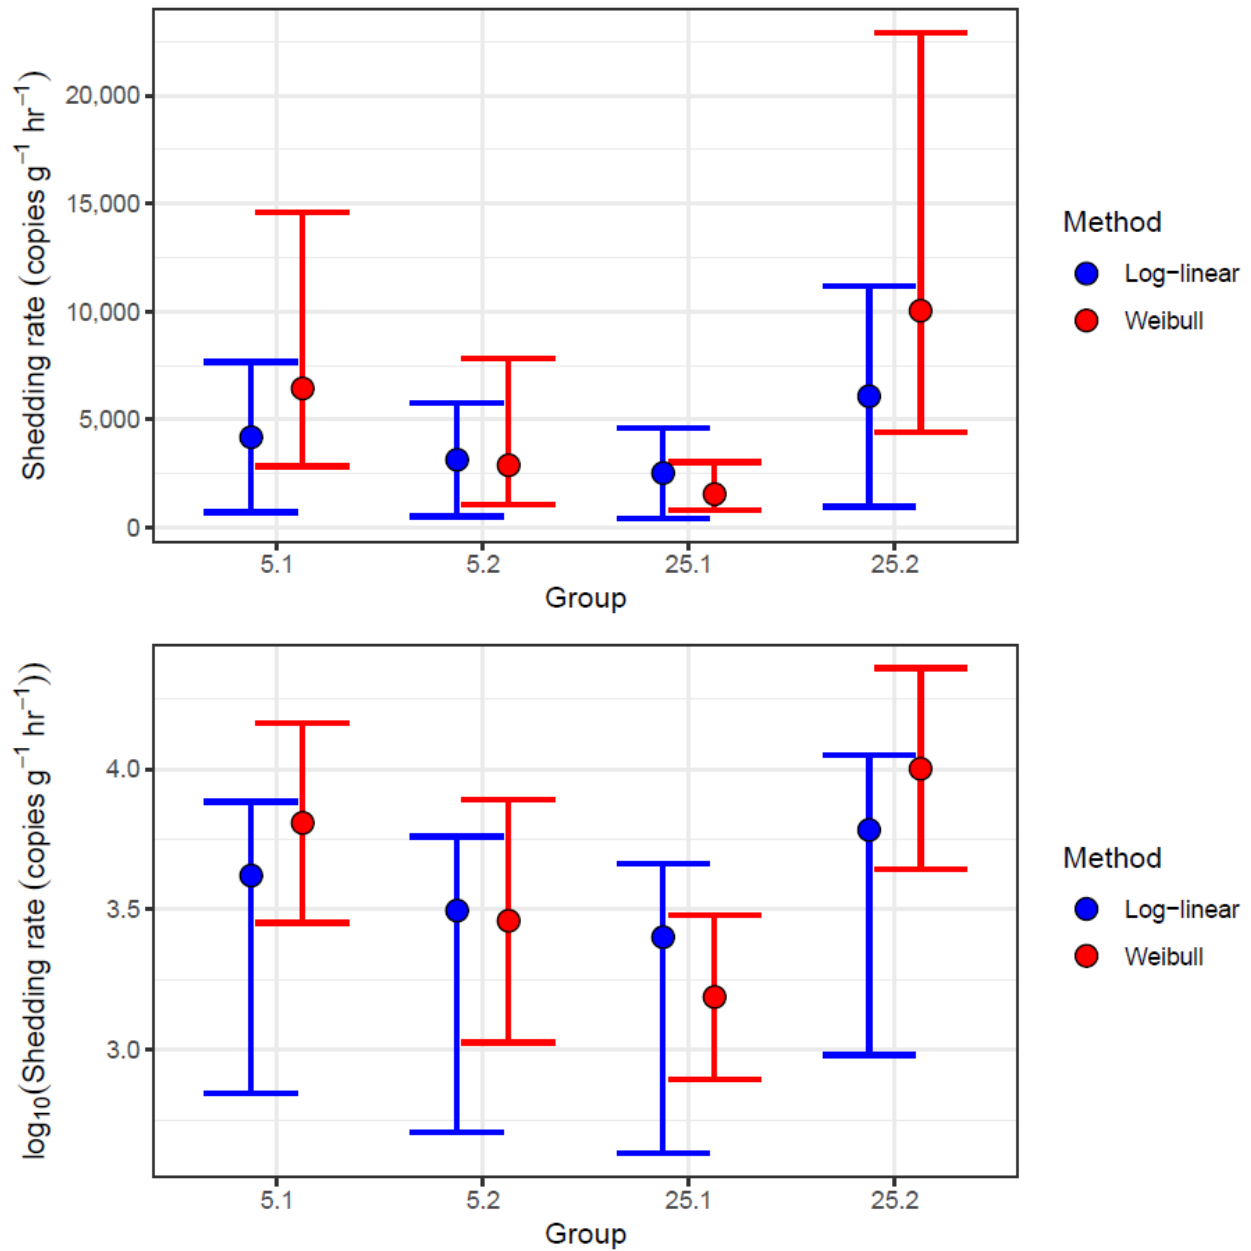 Shedding rate (copies g⁻¹ hr⁻¹)
20,000
15,000
10,000
5,000
0
5.1 5.2 25.1 25.2
Group
Method
Log−linear
Weibull
log₁₀(Shedding rate (copies g⁻¹ hr⁻¹))
4.0
3.5
3.0
5.1 5.2 25.1 25.2
Group
Method
Log−linear
Weibull